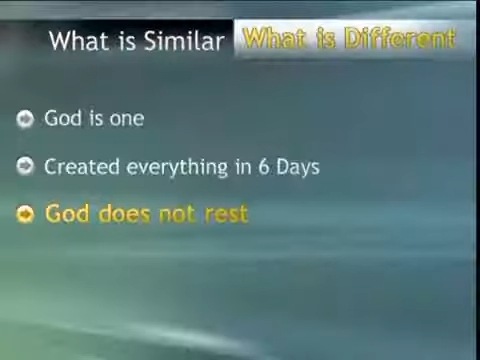 What is Similar What is Different
God is one
Created everything in 6 Days
God does not rest